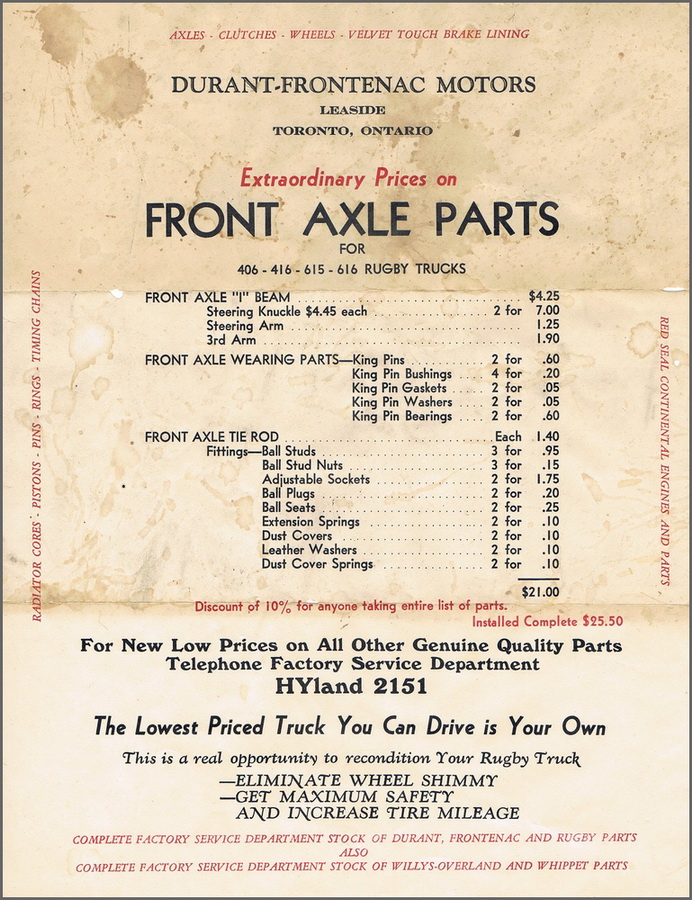 AXLES - CLUTCHES - WHEELS - VELVET TOUCH BRAKE LINING
DURANT-FRONTENAC MOTORS
LEASIDE
TORONTO, ONTARIO
Extraordinary Prices on
FRONT AXLE PARTS
FOR
406 - 416 - 615 - 616 RUGBY TRUCKS
FRONT AXLE "I" BEAM $4.25
Steering Knuckle $4.45 each 2 for 7.00
Steering Arm 1.25
3rd Arm 1.90
FRONT AXLE WEARING PARTS—King Pins 2 for .60
King Pin Bushings 4 for .20
King Pin Gaskets 2 for .05
King Pin Washers 2 for .05
King Pin Bearings 2 for .60
FRONT AXLE TIE ROD Each 1.40
Fittings—Ball Studs 3 for .95
Ball Stud Nuts 3 for .15
Adjustable Sockets 2 for 1.75
Ball Plugs 2 for .20
Ball Seats 2 for .25
Extension Springs 2 for .10
Dust Covers 2 for .10
Leather Washers 2 for .10
Dust Cover Springs 2 for .10
$21.00
Discount of 10% for anyone taking entire list of parts.
Installed Complete $25.50
RADIATOR CORES - PISTONS - PINS - RINGS - TIMING CHAINS
RED SEAL CONTINENTAL ENGINES AND PARTS
For New Low Prices on All Other Genuine Quality Parts
Telephone Factory Service Department
HYland 2151
The Lowest Priced Truck You Can Drive is Your Own
This is a real opportunity to recondition Your Rugby Truck
—ELIMINATE WHEEL SHIMMY
—GET MAXIMUM SAFETY
AND INCREASE TIRE MILEAGE
COMPLETE FACTORY SERVICE DEPARTMENT STOCK OF DURANT, FRONTENAC AND RUGBY PARTS
ALSO
COMPLETE FACTORY SERVICE DEPARTMENT STOCK OF WILLYS-OVERLAND AND WHIPPET PARTS